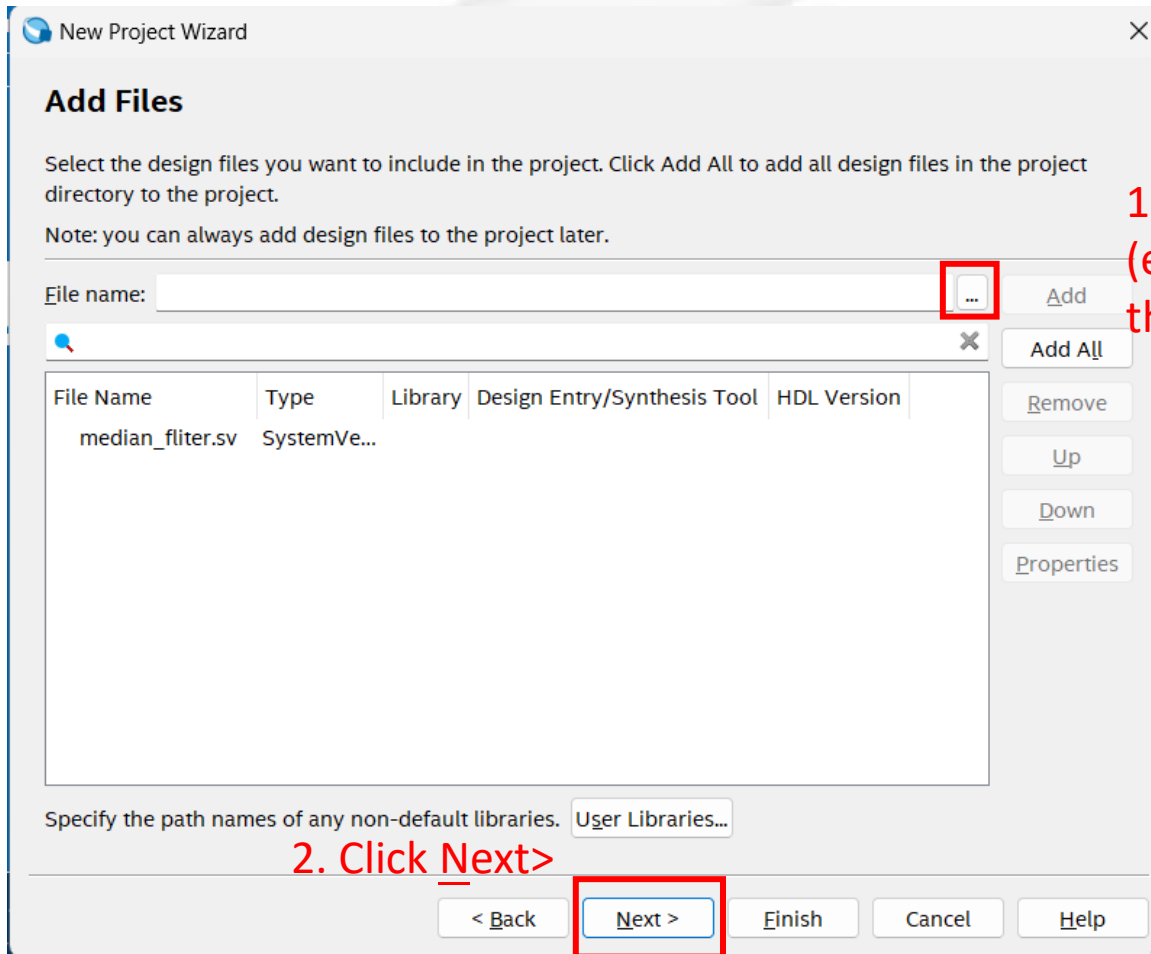 New Project Wizard
Add Files
Select the design files you want to include in the project. Click Add All to add all design files in the project
directory to the project.
Note: you can always add design files to the project later.
1
(e
th
File name: ... Add
Add All
File Name Type Library Design Entry/Synthesis Tool HDL Version
Remove
median_fliter.sv SystemVe...
Up
Down
Properties
Specify the path names of any non-default libraries. User Libraries...
2. Click Next>
< Back Next > Finish Cancel Help